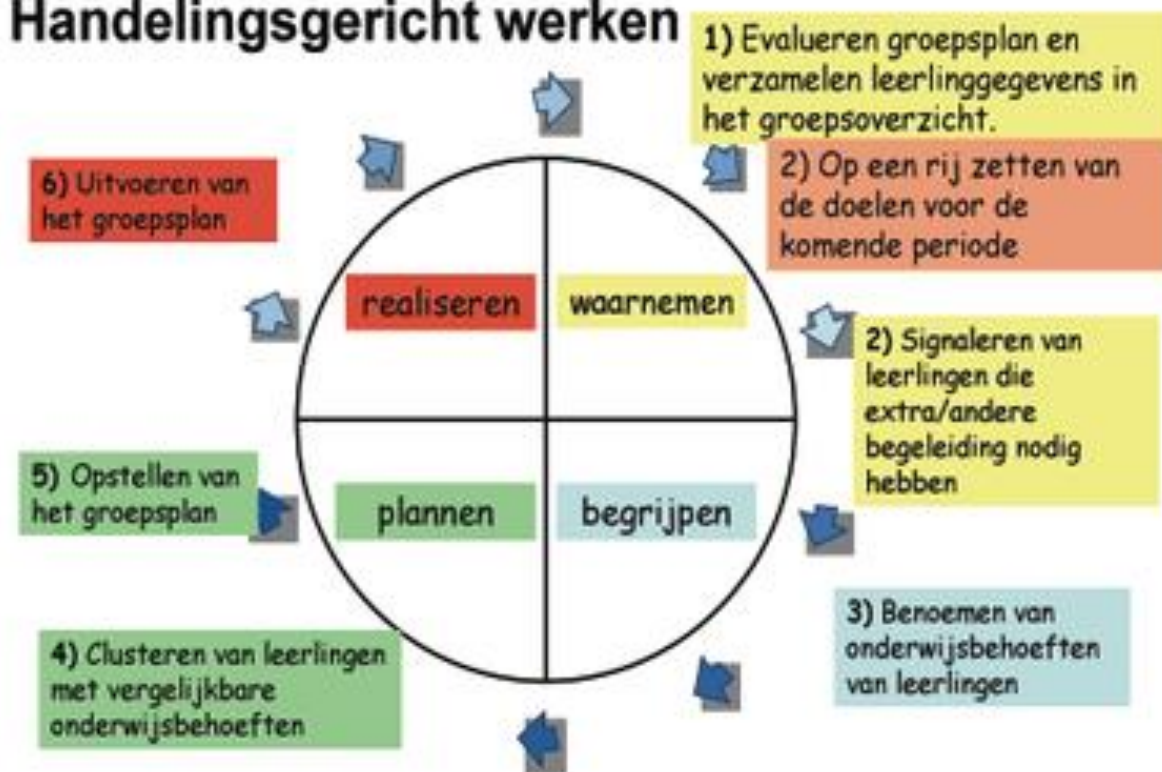 Handelingsgericht werken
1) Evalueren groepsplan en
verzamelen leerlinggegevens in
het groepsoverzicht.
2) Op een rij zetten van
de doelen voor de
komende periode
2) Signaleren van
leerlingen die
extra/andere
begeleiding nodig
hebben
3) Benoemen van
onderwijsbehoeften
van leerlingen
4) Clusteren van leerlingen
met vergelijkbare
onderwijsbehoeften
5) Opstellen van
het groepsplan
6) Uitvoeren van
het groepsplan
realiseren
waarnemen
plannen
begrijpen